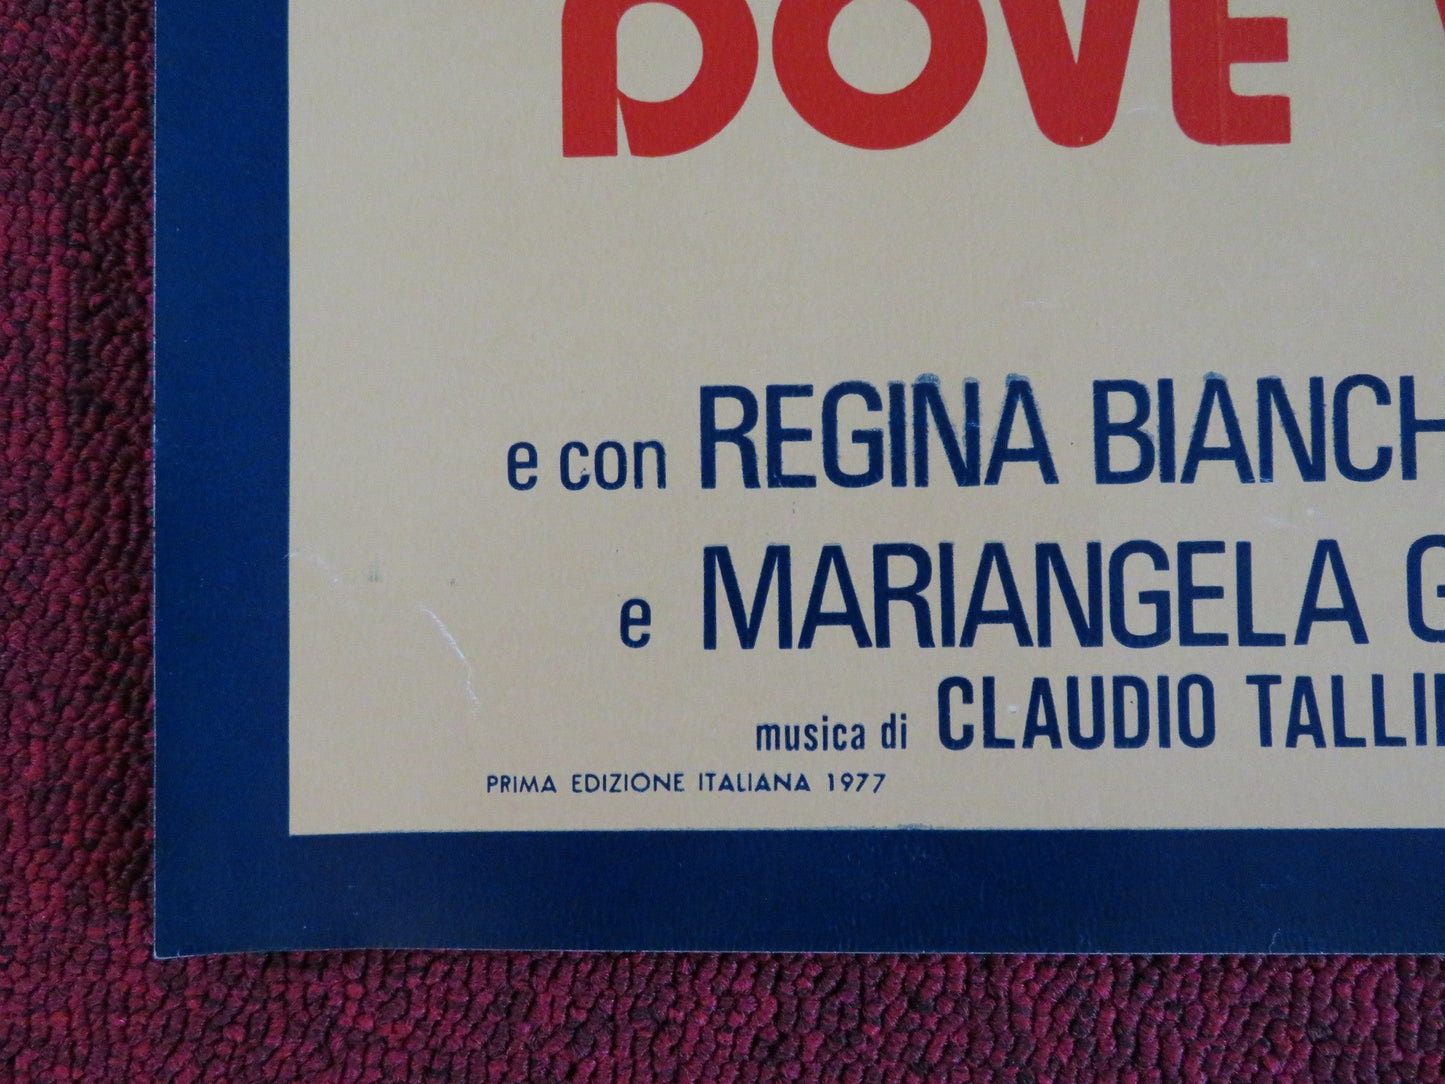 DOVE
e con REGINA BIANCH
e MARIANGELA G
musica di CLAUDIO TALLI
PRIMA EDIZIONE ITALIANA 1977